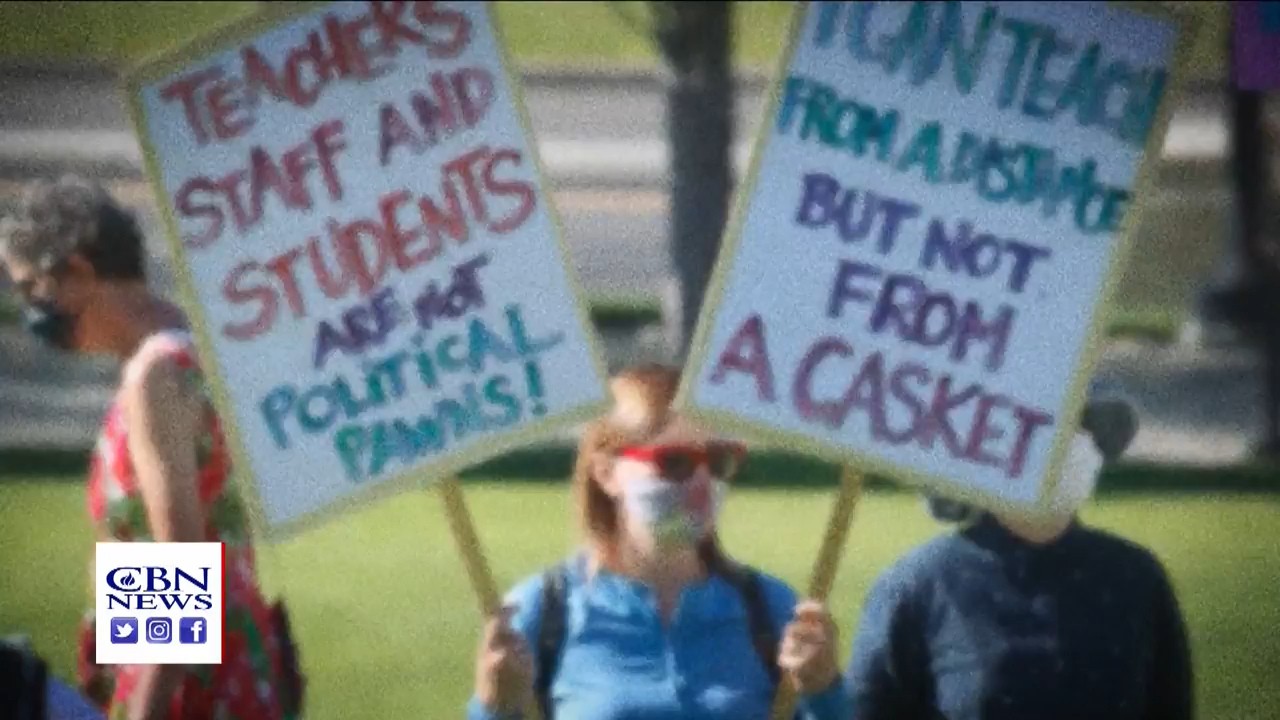 TEACHERS
STAFF AND
STUDENTS
ARE NOT
POLITICAL
PAWNS!
I CAN TEACH
FROM A DISTANCE
BUT NOT
FROM
A CASKET
CBN
NEWS